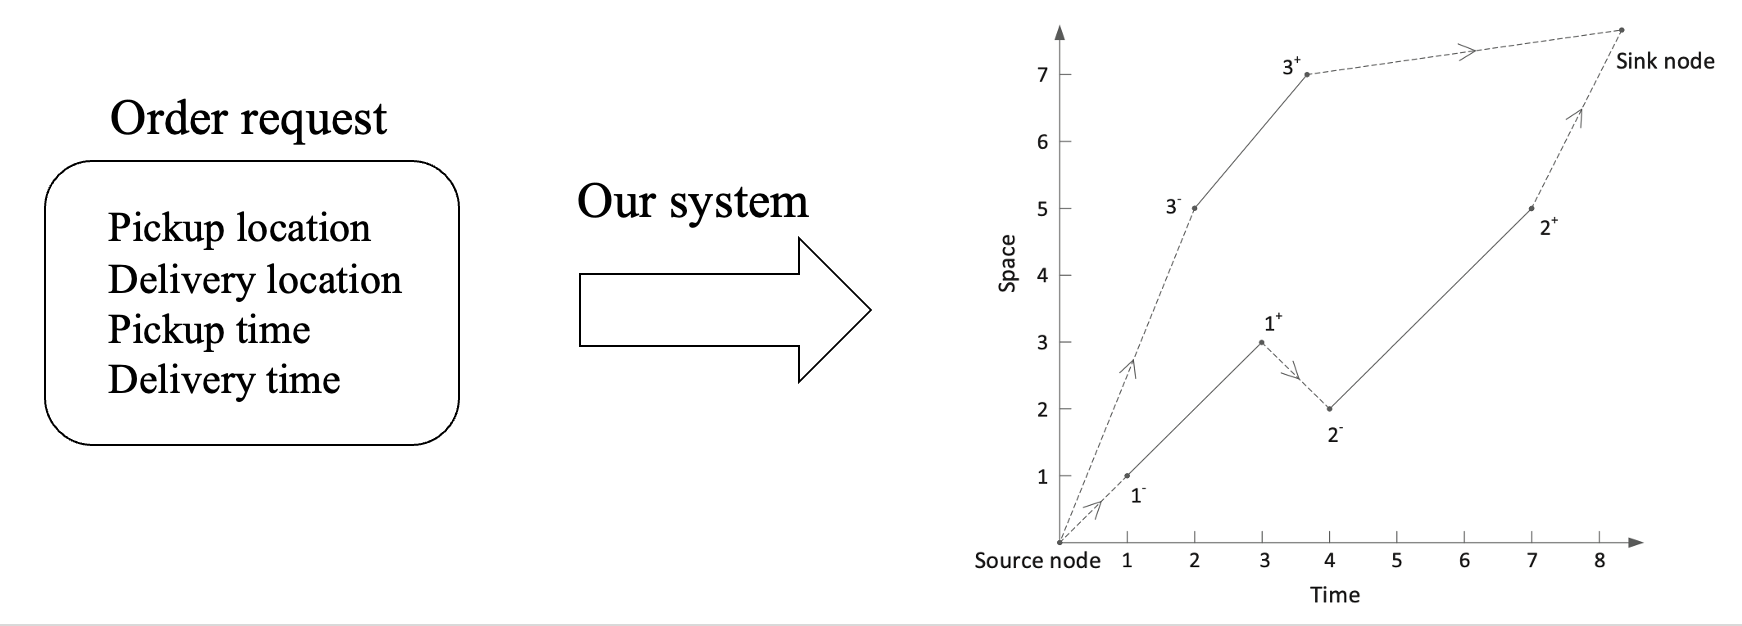 Order request
Pickup location
Delivery location
Pickup time
Delivery time
Our system
Space
7
6
5
4
3
2
1
3⁺
Sink node
3⁻
2⁺
1⁺
2⁻
1⁻
Source node
1 2 3 4 5 6 7 8
Time